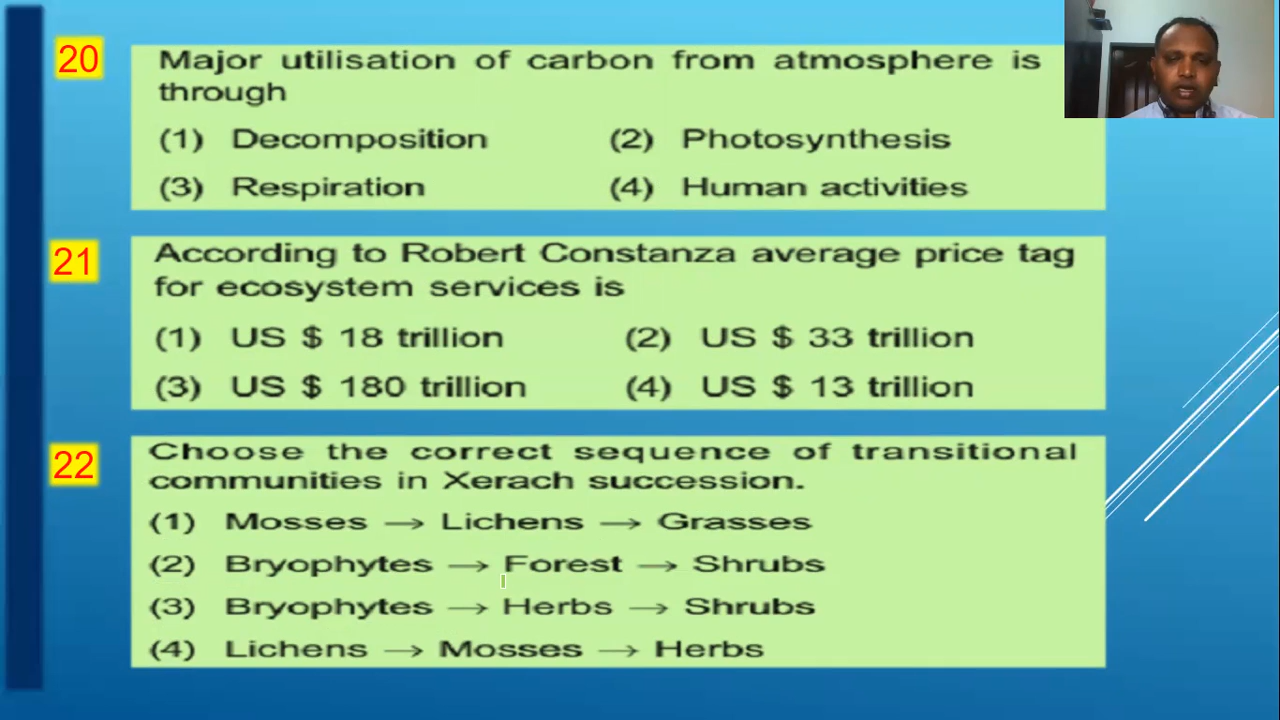 20
Major utilisation of carbon from atmosphere is
through
(1) Decomposition (2) Photosynthesis
(3) Respiration (4) Human activities
21
According to Robert Constanza average price tag
for ecosystem services is
(1) US $ 18 trillion (2) US $ 33 trillion
(3) US $ 180 trillion (4) US $ 13 trillion
22
Choose the correct sequence of transitional
communities in Xerach succession.
(1) Mosses → Lichens → Grasses
(2) Bryophytes → Forest → Shrubs
(3) Bryophytes → Herbs → Shrubs
(4) Lichens → Mosses → Herbs